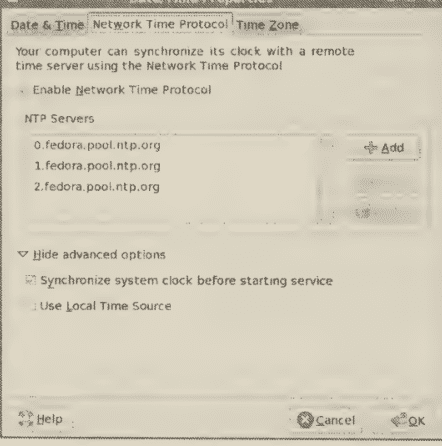 Date & Time Network Time Protocol Time Zone
Your computer can synchronize its clock with a remote
time server using the Network Time Protocol
Enable Network Time Protocol
NTP Servers
0.fedora.pool.ntp.org
Add
1.fedora.pool.ntp.org
2.fedora.pool.ntp.org
Hide advanced options
Synchronize system clock before starting service
Use Local Time Source
Help
Cancel
OK